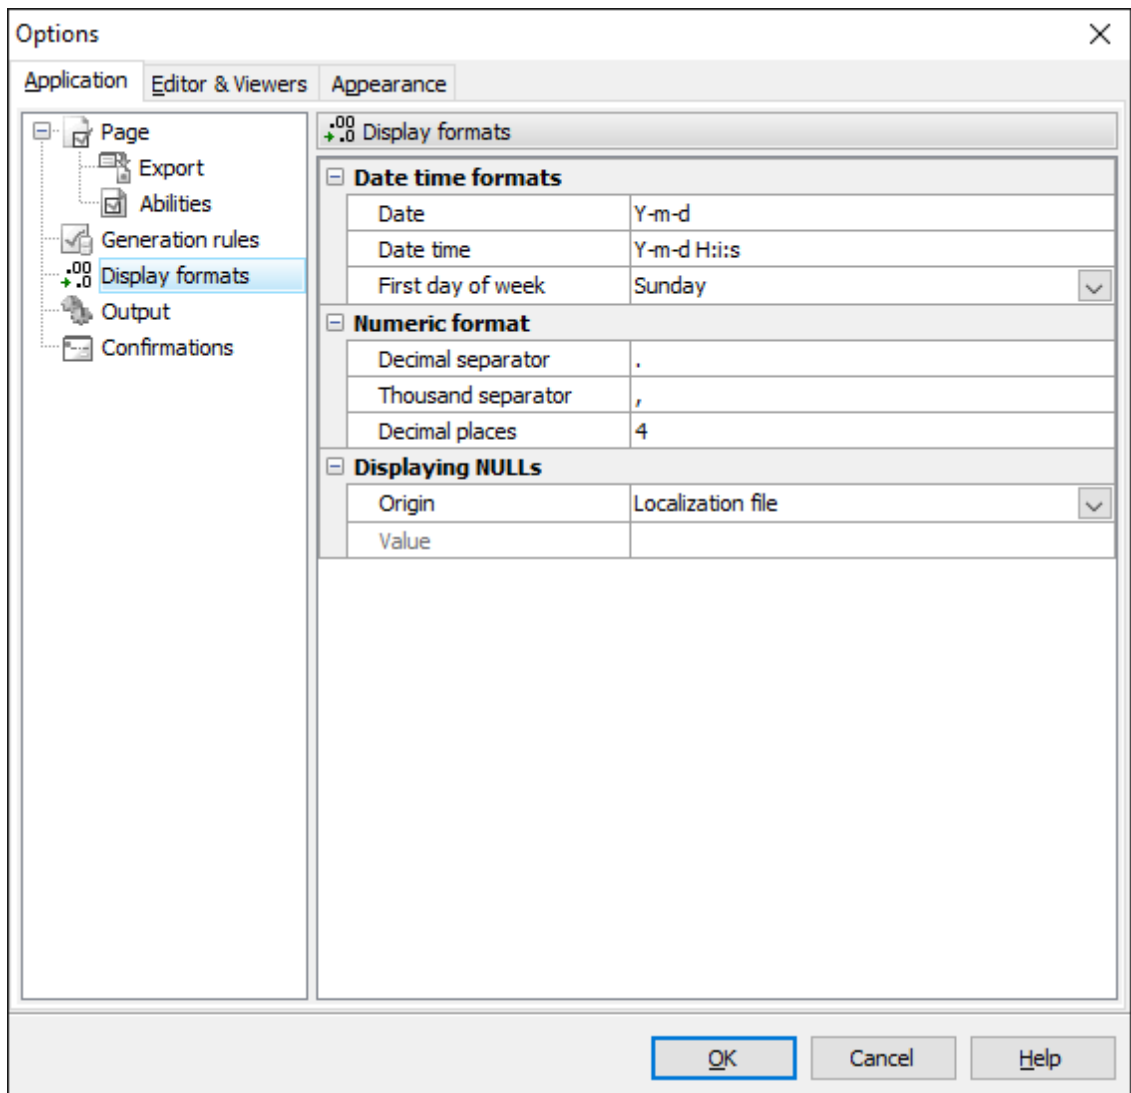 Options
Application Editor & Viewers Appearance
Page
Export
Abilities
Generation rules
Display formats
Output
Confirmations
Display formats
Date time formats
Date Y-m-d
Date time Y-m-d H:i:s
First day of week Sunday
Numeric format
Decimal separator .
Thousand separator ,
Decimal places 4
Displaying NULLs
Origin Localization file
Value
OK Cancel Help